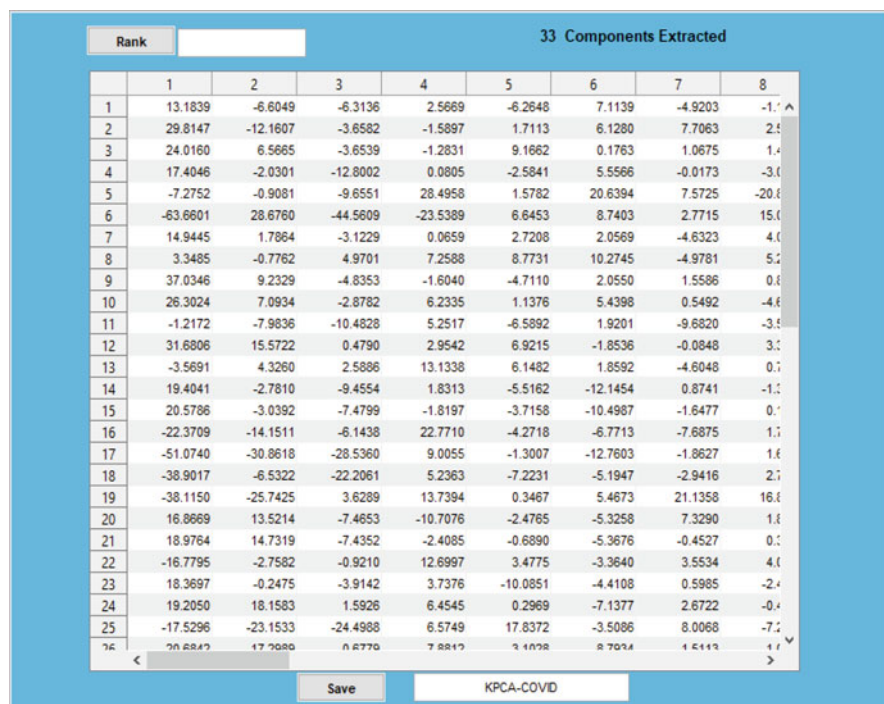 Rank 33 Components Extracted
1 2 3 4 5 6 7 8
1 13.1839 -6.6049 -6.3136 2.5669 -6.2648 7.1139 -4.9203
2 29.8147 -12.1607 -3.6582 -1.5897 1.7113 6.1280 7.7063
3 24.0160 6.5665 -3.6539 -1.2831 9.1662 0.1763 1.0675
4 17.4046 -2.0301 -12.8002 0.0805 -2.5841 5.5566 -0.0173
5 -7.2752 -0.9081 -9.6551 28.4958 1.5782 20.6394 7.5725
6 -63.6601 28.6760 -44.5609 -23.5389 6.6453 8.7403 2.7715
7 14.9445 1.7864 -3.1229 0.0659 2.7208 2.0569 -4.6323
8 3.3485 -0.7762 4.9701 7.2588 8.7731 10.2745 -4.9781
9 37.0346 9.2329 -4.8353 -1.6040 -4.7110 2.0550 1.5586
10 26.3024 7.0934 -2.8782 6.2335 1.1376 5.4398 0.5492
11 -1.2172 -7.9836 -10.4828 5.2517 -6.5892 1.9201 -9.6820
12 31.6806 15.5722 0.4790 2.9542 6.9215 -1.8536 -0.0848
13 -3.5691 4.3260 2.5886 13.1338 6.1482 1.8592 -4.6048
14 19.4041 -2.7810 -9.4554 1.8313 -5.5162 -12.1454 0.8741
15 20.5786 -3.0392 -7.4799 -1.8197 -3.7158 -10.4987 -1.6477
16 -22.3709 -14.1511 -6.1438 22.7710 -4.2718 -6.7713 -7.6875
17 -51.0740 -30.8618 -28.5360 9.0055 -1.3007 -12.7603 -1.8627
18 -38.9017 -6.5322 -22.2061 5.2363 -7.2231 -5.1947 -2.9416
19 -38.1150 -25.7425 3.6289 13.7394 0.3467 5.4673 21.1358
20 16.8669 13.5214 -7.4653 -10.7076 -2.4765 -5.3258 7.3290
21 18.9764 14.7319 -7.4352 -2.4085 -0.6890 -5.3676 -0.4527
22 -16.7795 -2.7582 -0.9210 12.6997 3.4775 -3.3640 3.5534
23 18.3697 -0.2475 -3.9142 3.7376 -10.0851 -4.4108 0.5985
24 19.2050 18.1583 1.5926 6.4545 0.2969 -7.1377 2.6722
25 -17.5296 -23.1533 -24.4988 6.5749 17.8372 -3.5086 8.0068
26 20.6842 17.2989 0.6779 7.8812 3.1028 8.7934 1.5113
Save KPCA-COVID